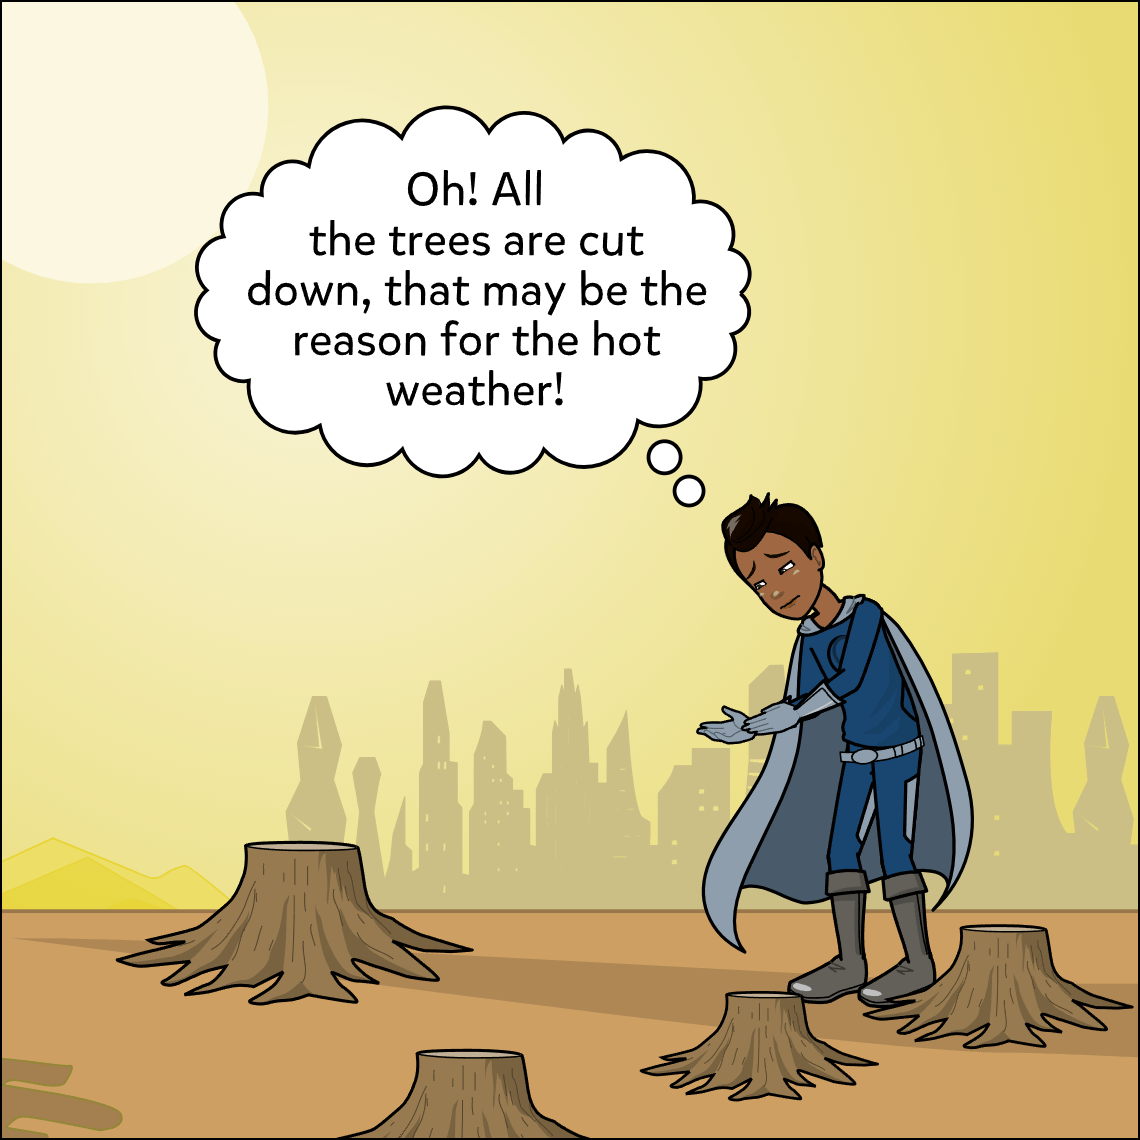 Oh! All
the trees are cut
down, that may be the
reason for the hot
weather!